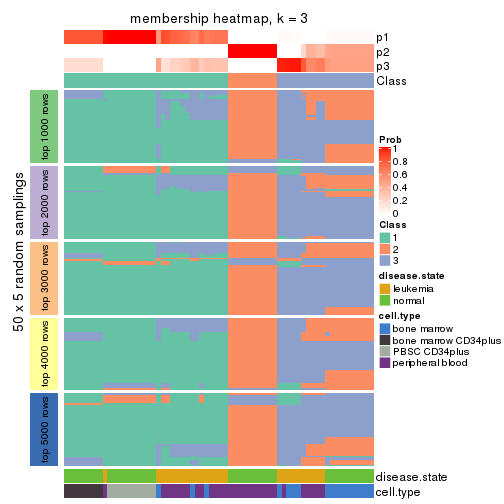 membership heatmap, k = 3
p1
p2
p3
Class
50 x 5 random samplings
top 1000 rows
top 2000 rows
top 3000 rows
top 4000 rows
top 5000 rows
Prob
1
0.8
0.6
0.4
0.2
0
Class
1
2
3
disease.state
leukemia
normal
cell.type
bone marrow
bone marrow CD34plus
PBSC CD34plus
peripheral blood
disease.state
cell.type